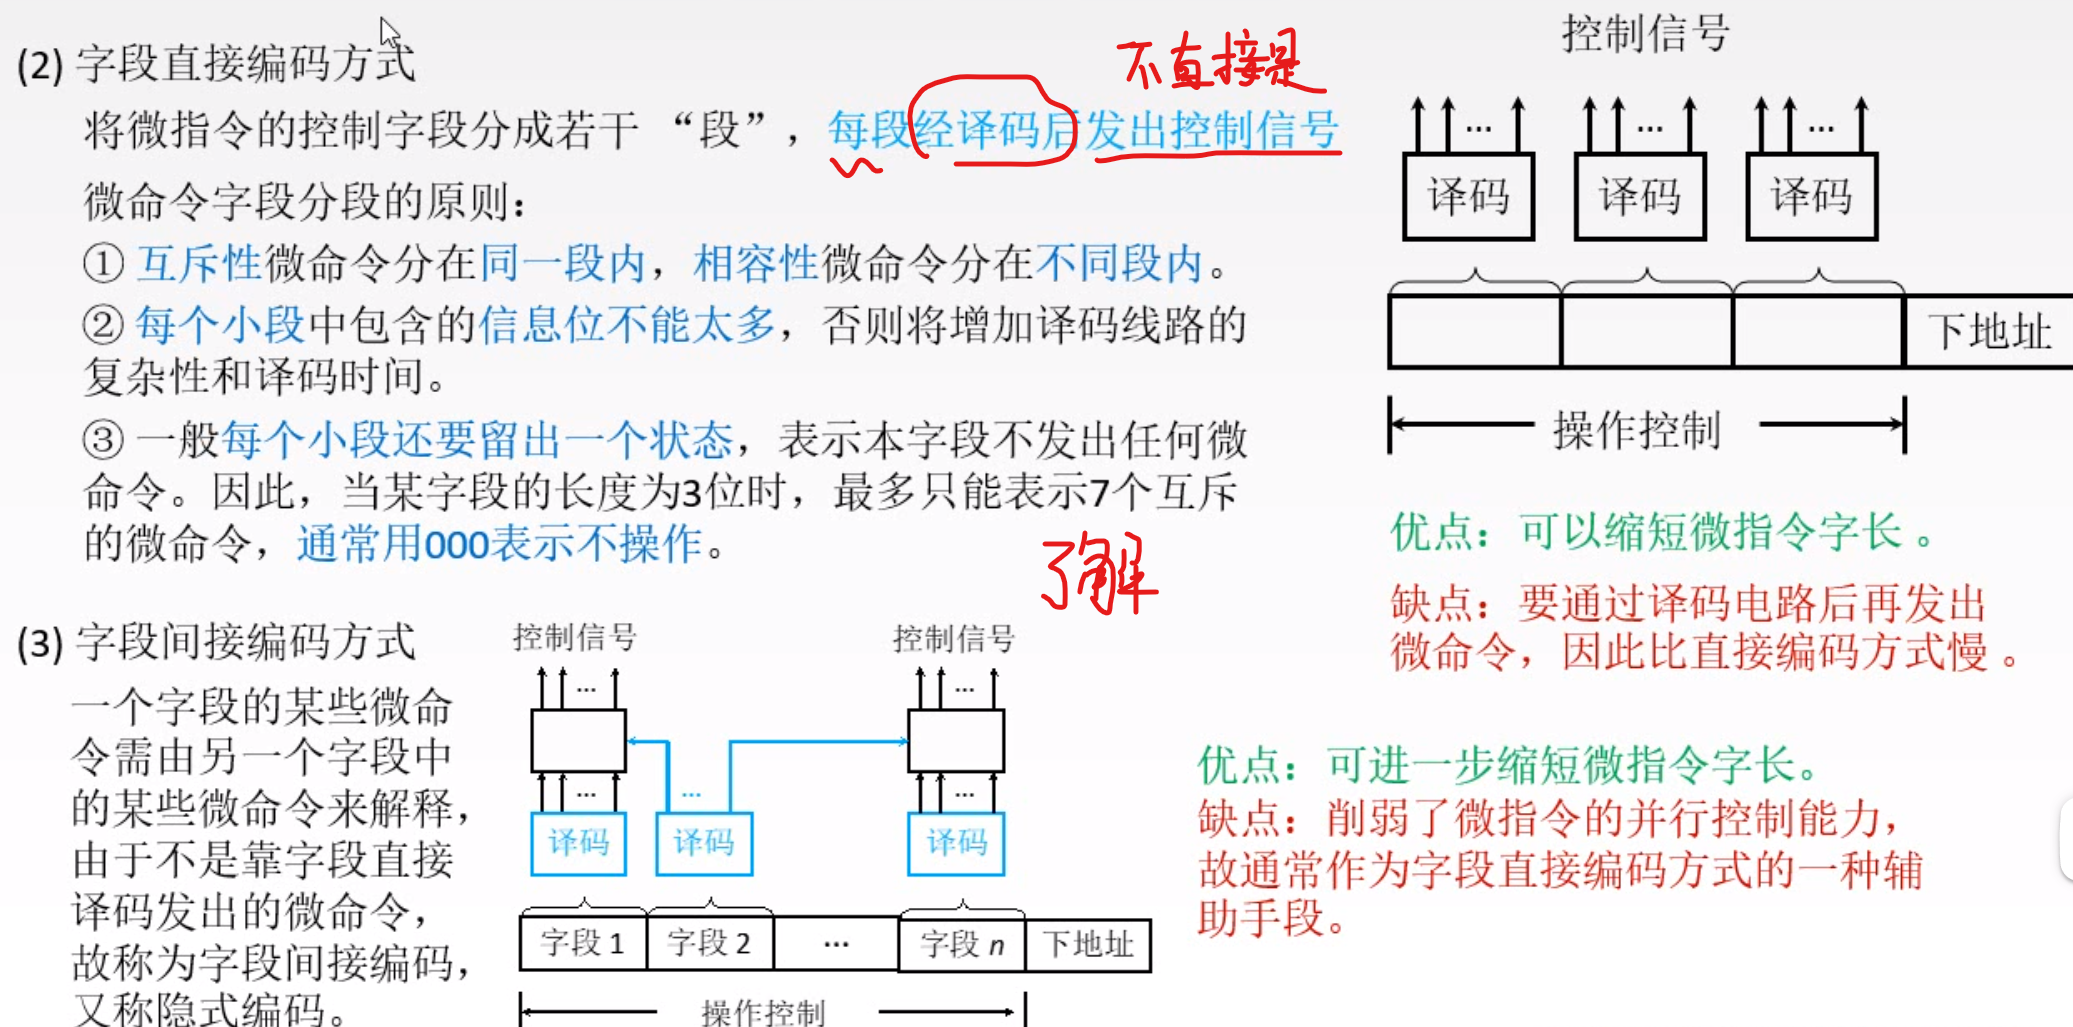 (2) 字段直接编码方式
不直接是
将微指令的控制字段分成若干 “段”，每段经译码后发出控制信号
微命令字段分段的原则：
① 互斥性微命令分在同一段内，相容性微命令分在不同段内。
② 每个小段中包含的信息位不能太多，否则将增加译码线路的
复杂性和译码时间。
③ 一般每个小段还要留出一个状态，表示本字段不发出任何微
命令。因此，当某字段的长度为3位时，最多只能表示7个互斥
的微命令，通常用000表示不操作。
了解
控制信号
... ... ...
译码 译码 译码
下地址
操作控制
优点：可以缩短微指令字长 。
缺点：要通过译码电路后再发出
微命令，因此比直接编码方式慢 。
(3) 字段间接编码方式
一个字段的某些微命
令需由另一个字段中
的某些微命令来解释，
由于不是靠字段直接
译码发出的微命令，
故称为字段间接编码，
又称隐式编码。
控制信号 控制信号
... ...
... ... ...
译码 译码 译码
字段 1 字段 2 ... 字段 n 下地址
操作控制
优点：可进一步缩短微指令字长。
缺点：削弱了微指令的并行控制能力，
故通常作为字段直接编码方式的一种辅
助手段。